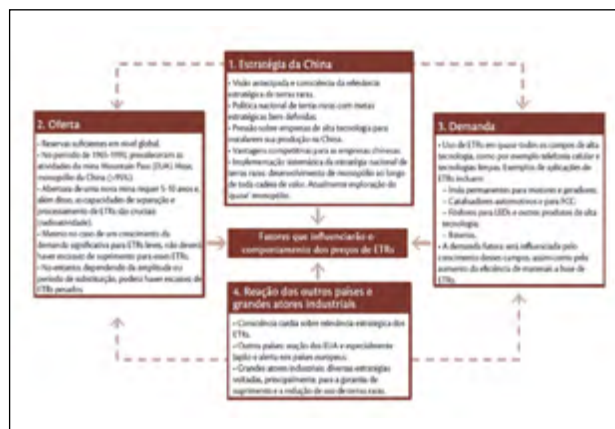 1. Estratégia da China
• Visão antecipada e consciência da relevância
estratégica de terras raras.
• Política nacional de terras raras com metas
estratégicas bem definidas.
• Pressão sobre empresas de alta tecnologia para
instalarem sua produção na China.
• Vantagens competitivas para as empresas chinesas.
• Implementação sistemática da estratégia nacional de
terras raras: desenvolvimento de monopólio ao longo
de toda cadeia de valor. Atualmente exploração do
'quase' monopólio.
2. Oferta
• Reservas suficientes em nível global.
• No período de 1965-1990, prevaleceram as
atividades da mina Mountain Pass (EUA). Hoje,
monopólio da China (>95%).
• Abertura de uma nova mina requer 5-10 anos e,
além disso, as capacidades de separação e
processamento de ETRs são cruciais
(radioatividade).
• Mesmo no caso de um crescimento da
demanda significativa para ETRs leves, não deverá
haver escassez de suprimento para esses ETRs.
• No entanto, dependendo da amplitude ou
período de substituição, poderá haver escassez de
ETRs pesados.
3. Demanda
• Uso de ETRs em quase todos os campos de alta
tecnologia, como por exemplo telefonia celular e
tecnologias limpas. Exemplos de aplicações de
ETRs incluem:
– Ímãs permanentes para motores e geradores.
– Catalisadores automotivos e para FCC.
– Fósforos para LEDs e outros produtos de alta
tecnologia.
– Baterias.
• A demanda futura será influenciada pelo
crescimento desses campos, assim como pelo
aumento da eficiência de materiais a base de
ETRs.
Fatores que influenciarão o
comportamento dos preços de ETRs
4. Reação dos outros países e
grandes atores industriais
• Consciência tardia sobre relevância estratégica dos
ETRs.
• Outros países: reação dos EUA e especialmente
Japão e alerta em países europeus.
• Grandes atores industriais: diversas estratégias
voltadas, principalmente, para a garantia de
suprimento e a redução do uso de terras raras.